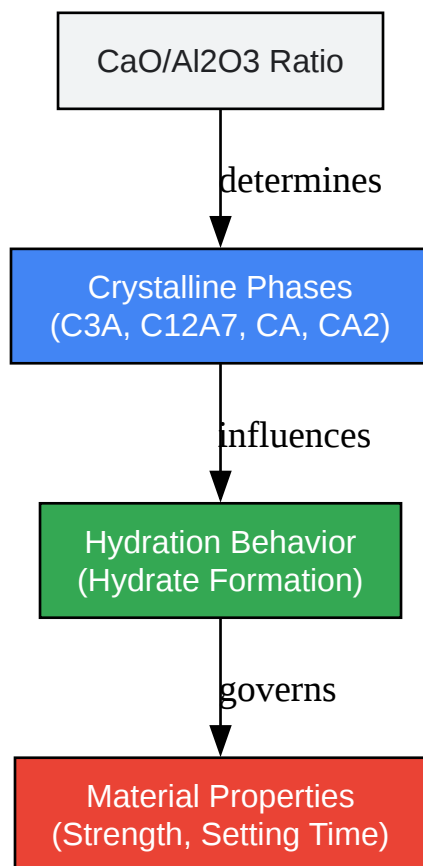 CaO/Al2O3 Ratio
determines
Crystalline Phases
(C3A, C12A7, CA, CA2)
influences
Hydration Behavior
(Hydrate Formation)
governs
Material Properties
(Strength, Setting Time)